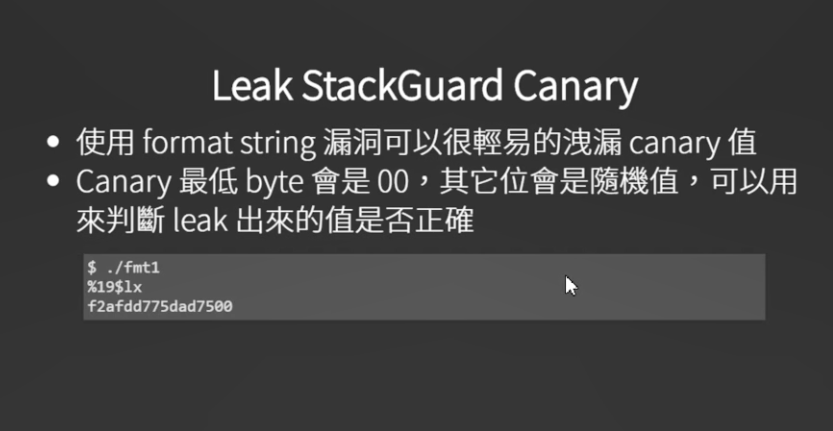 Leak StackGuard Canary
• 使用 format string 漏洞可以很輕易的洩漏 canary 值
• Canary 最低 byte 會是 00，其它位會是隨機值，可以用
來判斷 leak 出來的值是否正確
$ ./fmt1
%19$lx
f2afdd775dad7500